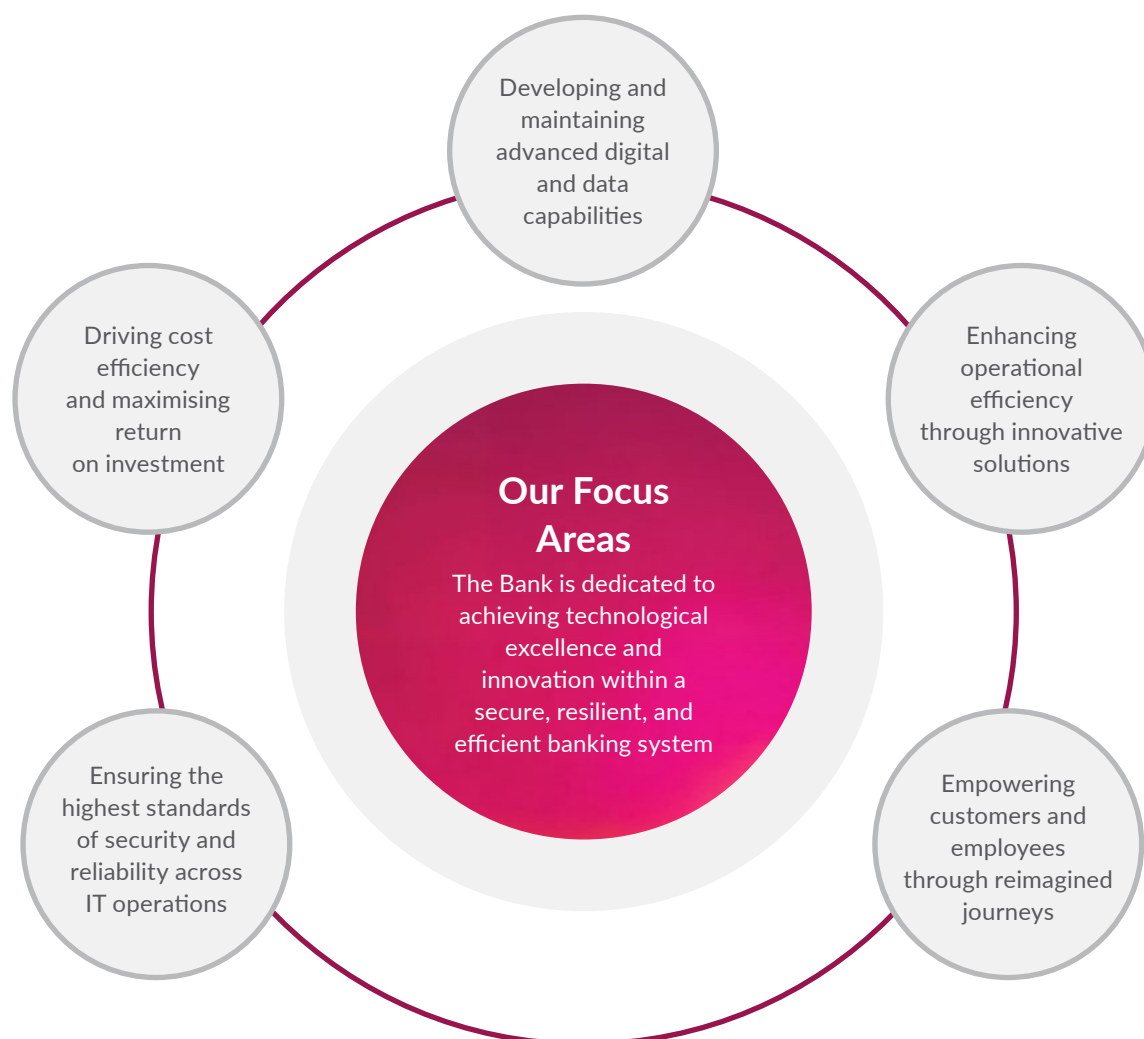 Developing and
maintaining
advanced digital
and data
capabilities
Enhancing
operational
efficiency
through innovative
solutions
Empowering
customers and
employees
through reimagined
journeys
Ensuring the
highest standards
of security and
reliability across
IT operations
Driving cost
efficiency
and maximising
return
on investment
Our Focus
Areas
The Bank is dedicated to
achieving technological
excellence and
innovation within a
secure, resilient, and
efficient banking system